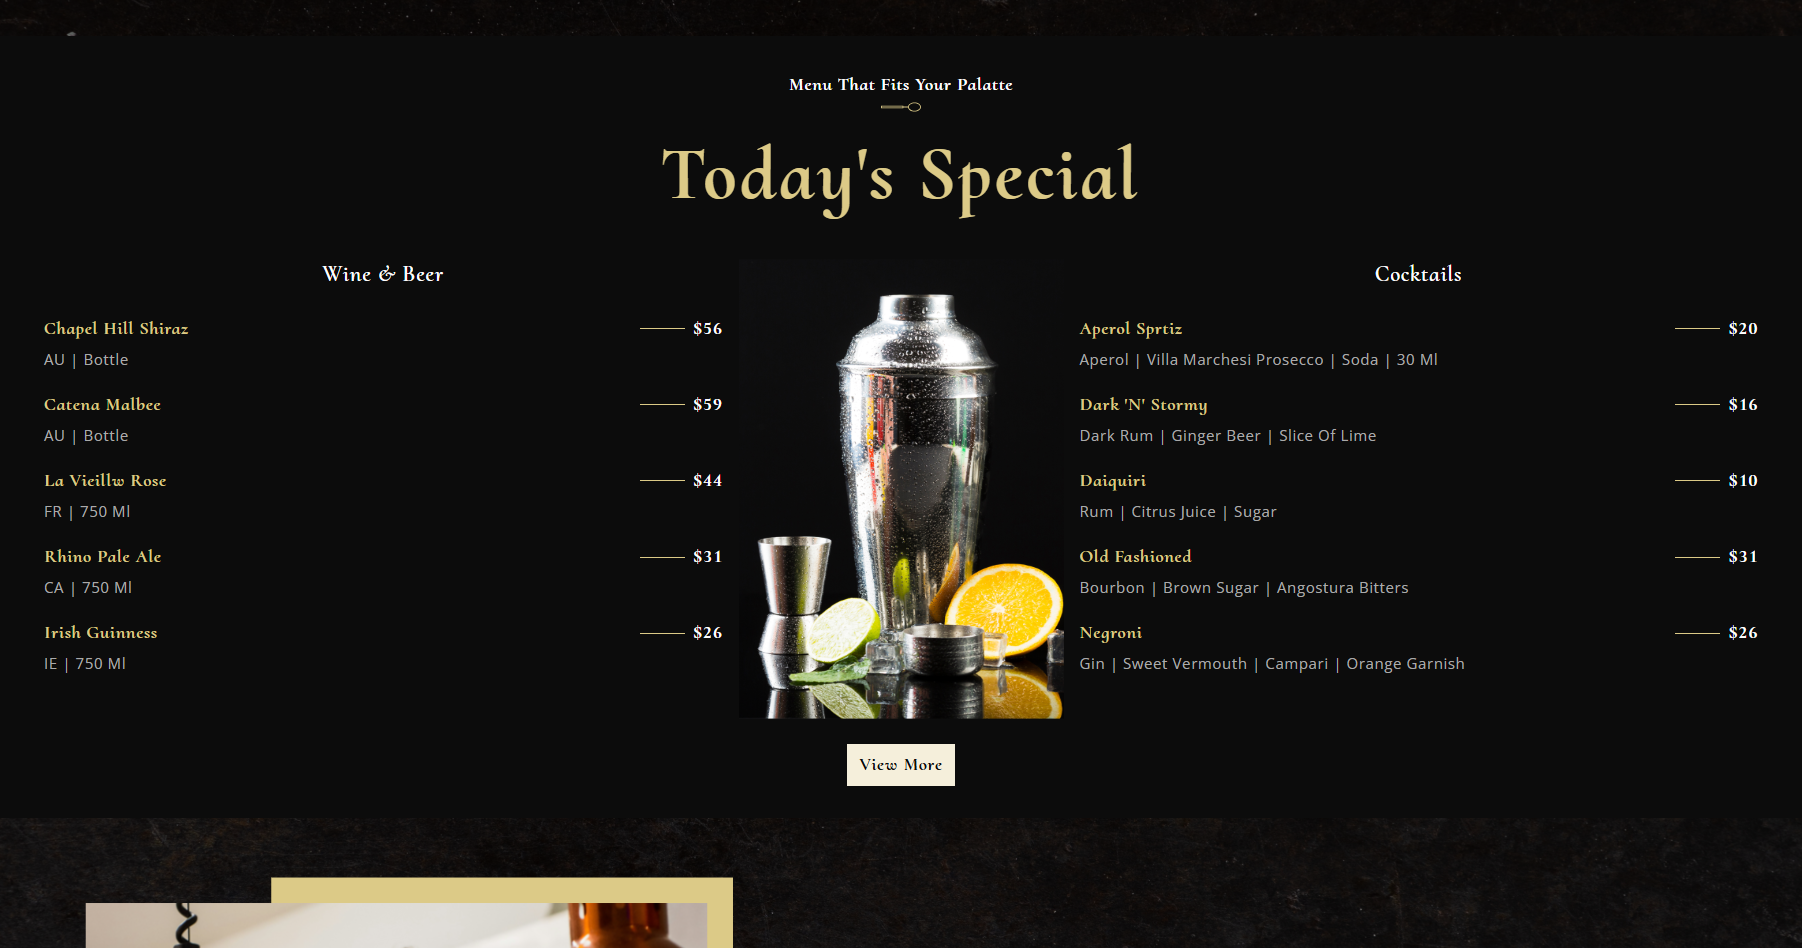 Menu That Fits Your Palatte
Today's Special
Wine & Beer
Chapel Hill Shiraz $56
AU | Bottle
Catena Malbee $59
AU | Bottle
La Vieillw Rose $44
FR | 750 Ml
Rhino Pale Ale $31
CA | 750 Ml
Irish Guinness $26
IE | 750 Ml
Cocktails
Aperol Sprtiz $20
Aperol | Villa Marchesi Prosecco | Soda | 30 Ml
Dark 'N' Stormy $16
Dark Rum | Ginger Beer | Slice Of Lime
Daiquiri $10
Rum | Citrus Juice | Sugar
Old Fashioned $31
Bourbon | Brown Sugar | Angostura Bitters
Negroni $26
Gin | Sweet Vermouth | Campari | Orange Garnish
View More